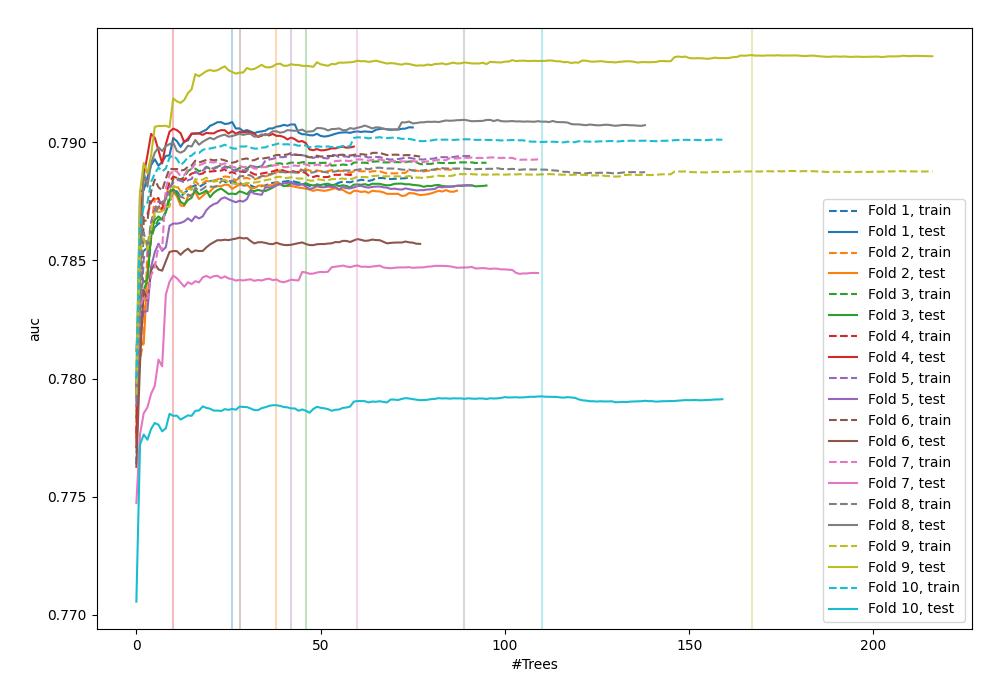 0.790
0.785
0.780
0.775
0.770
auc
0
50
100
150
200
#Trees
Fold 1, train
Fold 1, test
Fold 2, train
Fold 2, test
Fold 3, train
Fold 3, test
Fold 4, train
Fold 4, test
Fold 5, train
Fold 5, test
Fold 6, train
Fold 6, test
Fold 7, train
Fold 7, test
Fold 8, train
Fold 8, test
Fold 9, train
Fold 9, test
Fold 10, train
Fold 10, test